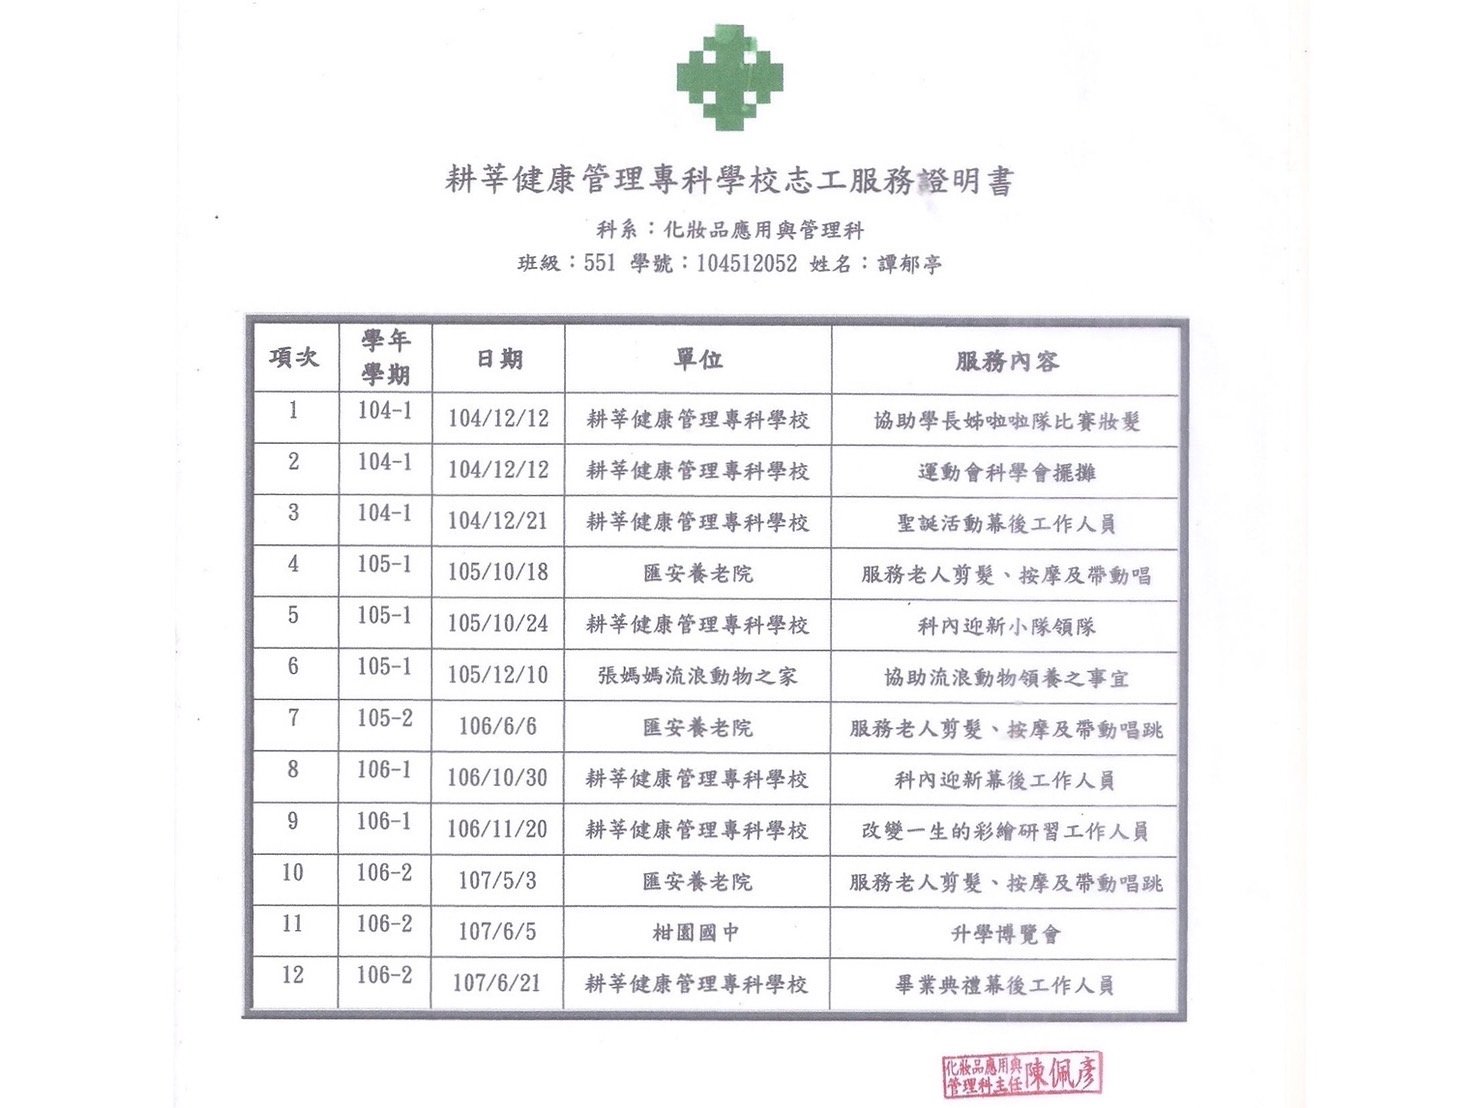 耕莘健康管理專科學校志工服務證明書
科系：化妝品應用與管理科
班級：551 學號：104512052 姓名：譚郁亭
項次 學年學期 日期 單位 服務內容
1 104-1 104/12/12 耕莘健康管理專科學校 協助學長姊啦啦隊比賽妝髮
2 104-1 104/12/12 耕莘健康管理專科學校 運動會科學會擺攤
3 104-1 104/12/21 耕莘健康管理專科學校 聖誕活動幕後工作人員
4 105-1 105/10/18 匯安養老院 服務老人剪髮、按摩及帶動唱
5 105-1 105/10/24 耕莘健康管理專科學校 科內迎新小隊領隊
6 105-1 105/12/10 張媽媽流浪動物之家 協助流浪動物領養之事宜
7 105-2 106/6/6 匯安養老院 服務老人剪髮、按摩及帶動唱跳
8 106-1 106/10/30 耕莘健康管理專科學校 科內迎新幕後工作人員
9 106-1 106/11/20 耕莘健康管理專科學校 改變一生的彩繪研習工作人員
10 106-2 107/5/3 匯安養老院 服務老人剪髮、按摩及帶動唱跳
11 106-2 107/6/5 柑園國中 升學博覽會
12 106-2 107/6/21 耕莘健康管理專科學校 畢業典禮幕後工作人員
化妝品應用與
管理科主任 陳佩彥